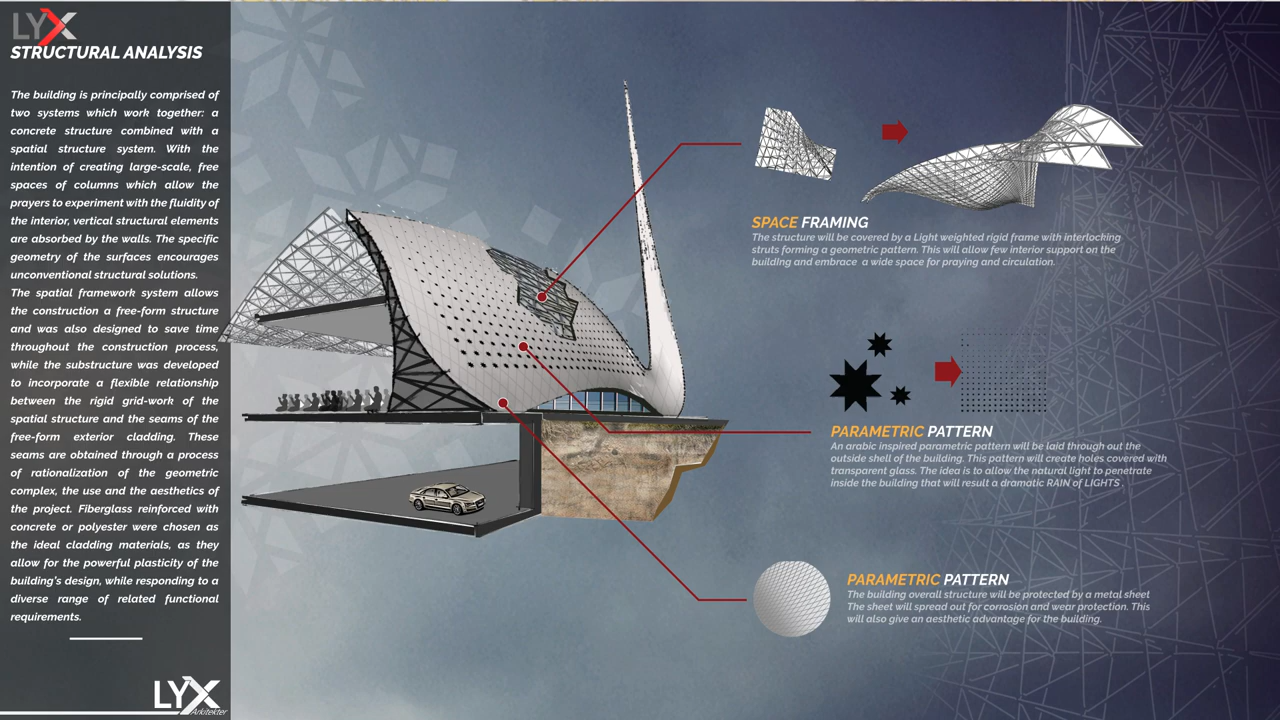 LYX
STRUCTURAL ANALYSIS
The building is principally comprised of
two systems which work together: a
concrete structure combined with a
spatial structure system. With the
intention of creating large-scale, free
spaces of columns which allow the
prayers to experiment with the fluidity of
the interior, vertical structural elements
are absorbed by the walls. The specific
geometry of the surfaces encourages
unconventional structural solutions.
The spatial framework system allows
the construction a free-form structure
and was also designed to save time
throughout the construction process,
while the substructure was developed
to incorporate a flexible relationship
between the rigid grid-work of the
spatial structure and the seams of the
free-form exterior cladding. These
seams are obtained through a process
of rationalization of the geometric
complex, the use and the aesthetics of
the project. Fiberglass reinforced with
concrete or polyester were chosen as
the ideal cladding materials, as they
allow for the powerful plasticity of the
building's design, while responding to a
diverse range of related functional
requirements.
LYX
Arkitekter
SPACE FRAMING
The structure will be covered by a Light weighted rigid frame with interlocking
struts forming a geometric pattern. This will allow few interior support on the
building and embrace a wide space for praying and circulation.
PARAMETRIC PATTERN
An arabic inspired parametric pattern will be laid through out the
outside shell of the building. This pattern will create holes covered with
transparent glass. The idea is to allow the natural light to penetrate
inside the building that will result a dramatic RAIN of LIGHTS .
PARAMETRIC PATTERN
The building overall structure will be protected by a metal sheet
The sheet will spread out for corrosion and wear protection. This
will also give an aesthetic advantage for the building.